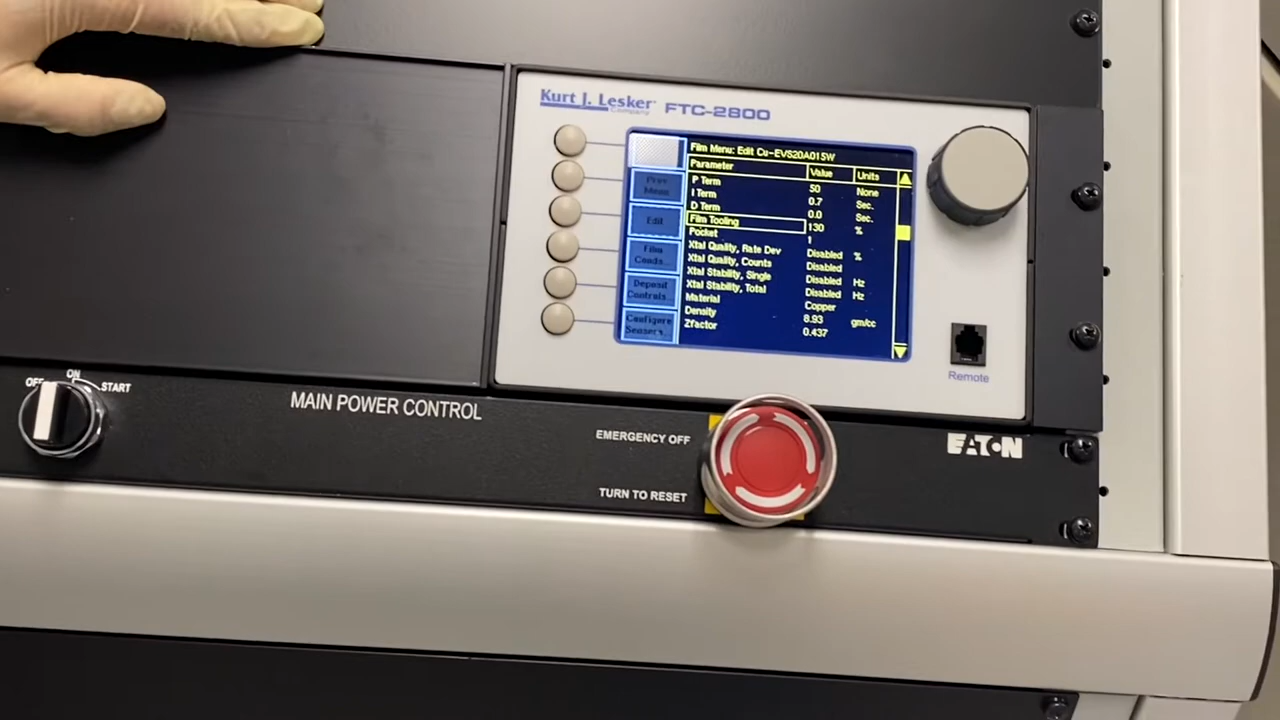 Kurt J. Lesker
Company
FTC-2800
Film Menu: Edit Cu-EVS20A015W
Parameter Value Units
P Term 50 None
I Term 0.7 Sec.
D Term 0.0 Sec.
Film Tooling 130 %
Pocket 1
Xtal Quality, Rate Dev Disabled %
Xtal Quality, Counts Disabled
Xtal Stability, Single Disabled Hz
Xtal Stability, Total Disabled Hz
Material Copper
Density 8.93 gm/cc
Zfactor 0.437
Prev
Menu
Edit
Film
Conds...
Deposit
Controls...
Configure
Sensors...
Remote
OFF ON START
MAIN POWER CONTROL
EMERGENCY OFF
TURN TO RESET
EATON